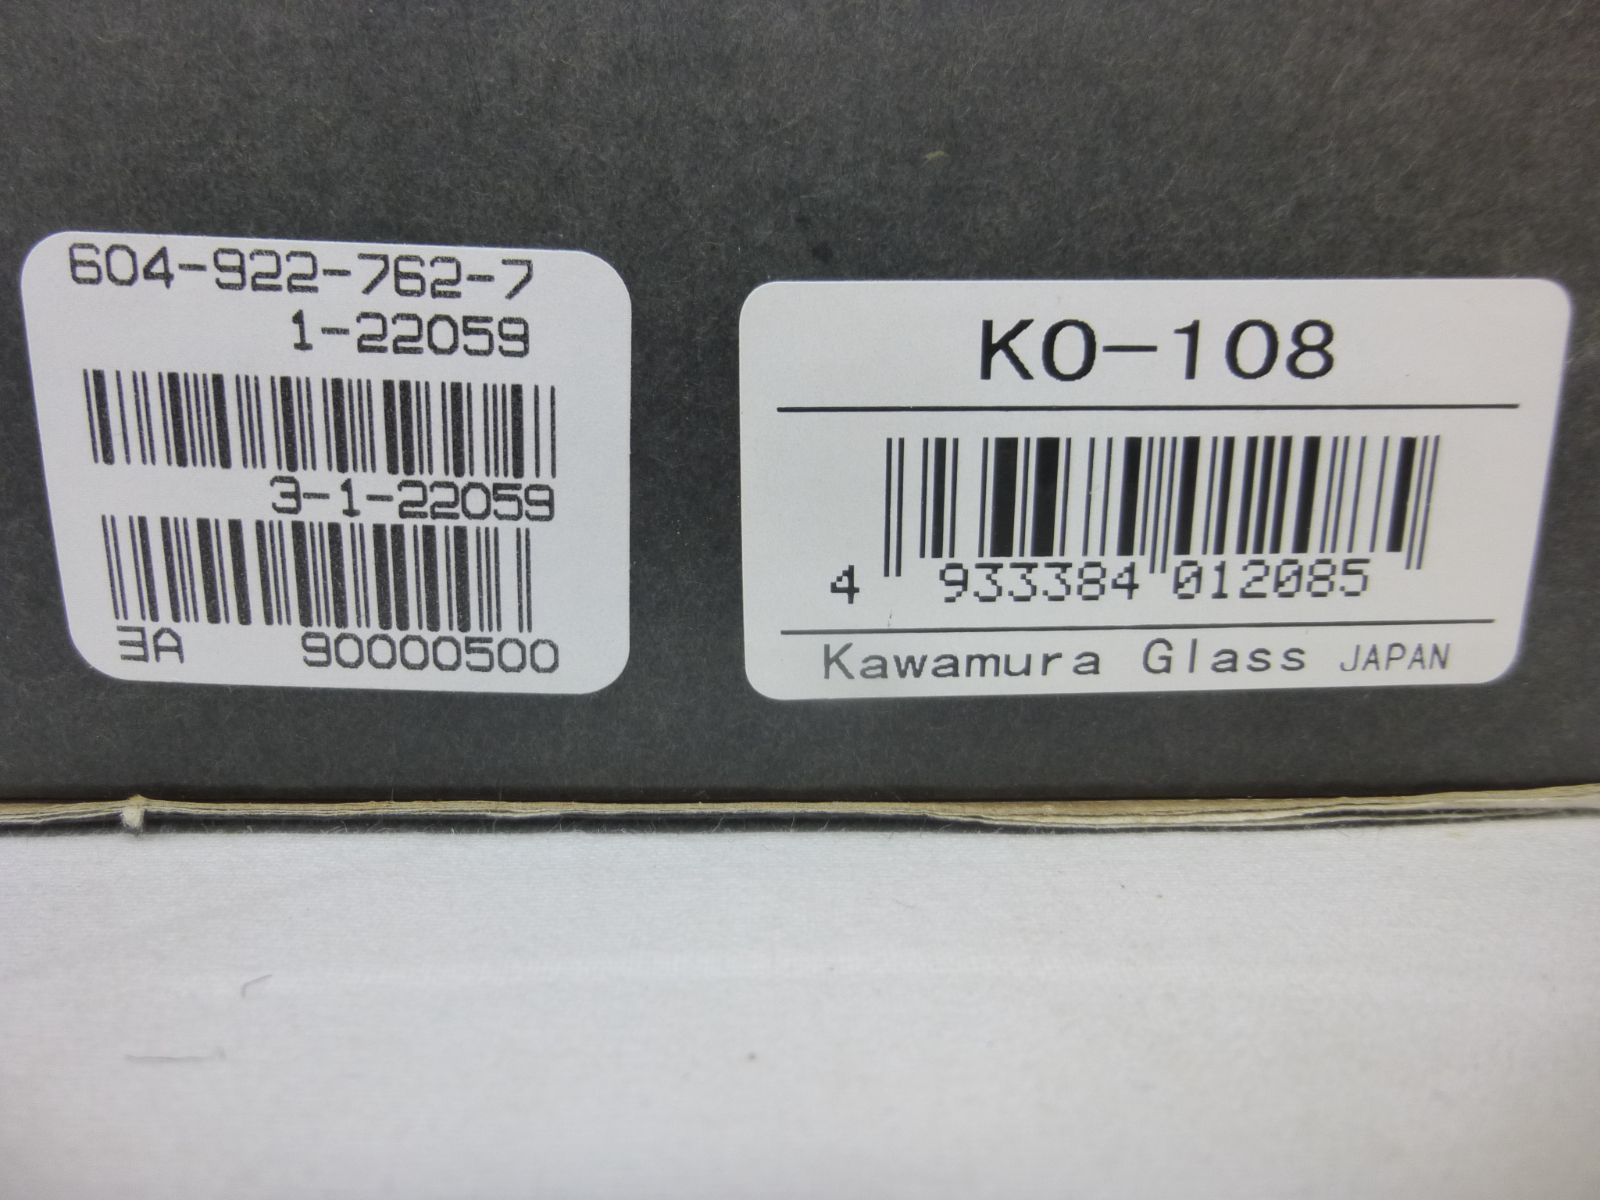 604-922-762-7
1-22059
3-1-22059
3A 90000500
KO-108
4 933384 012085
Kawamura Glass JAPAN